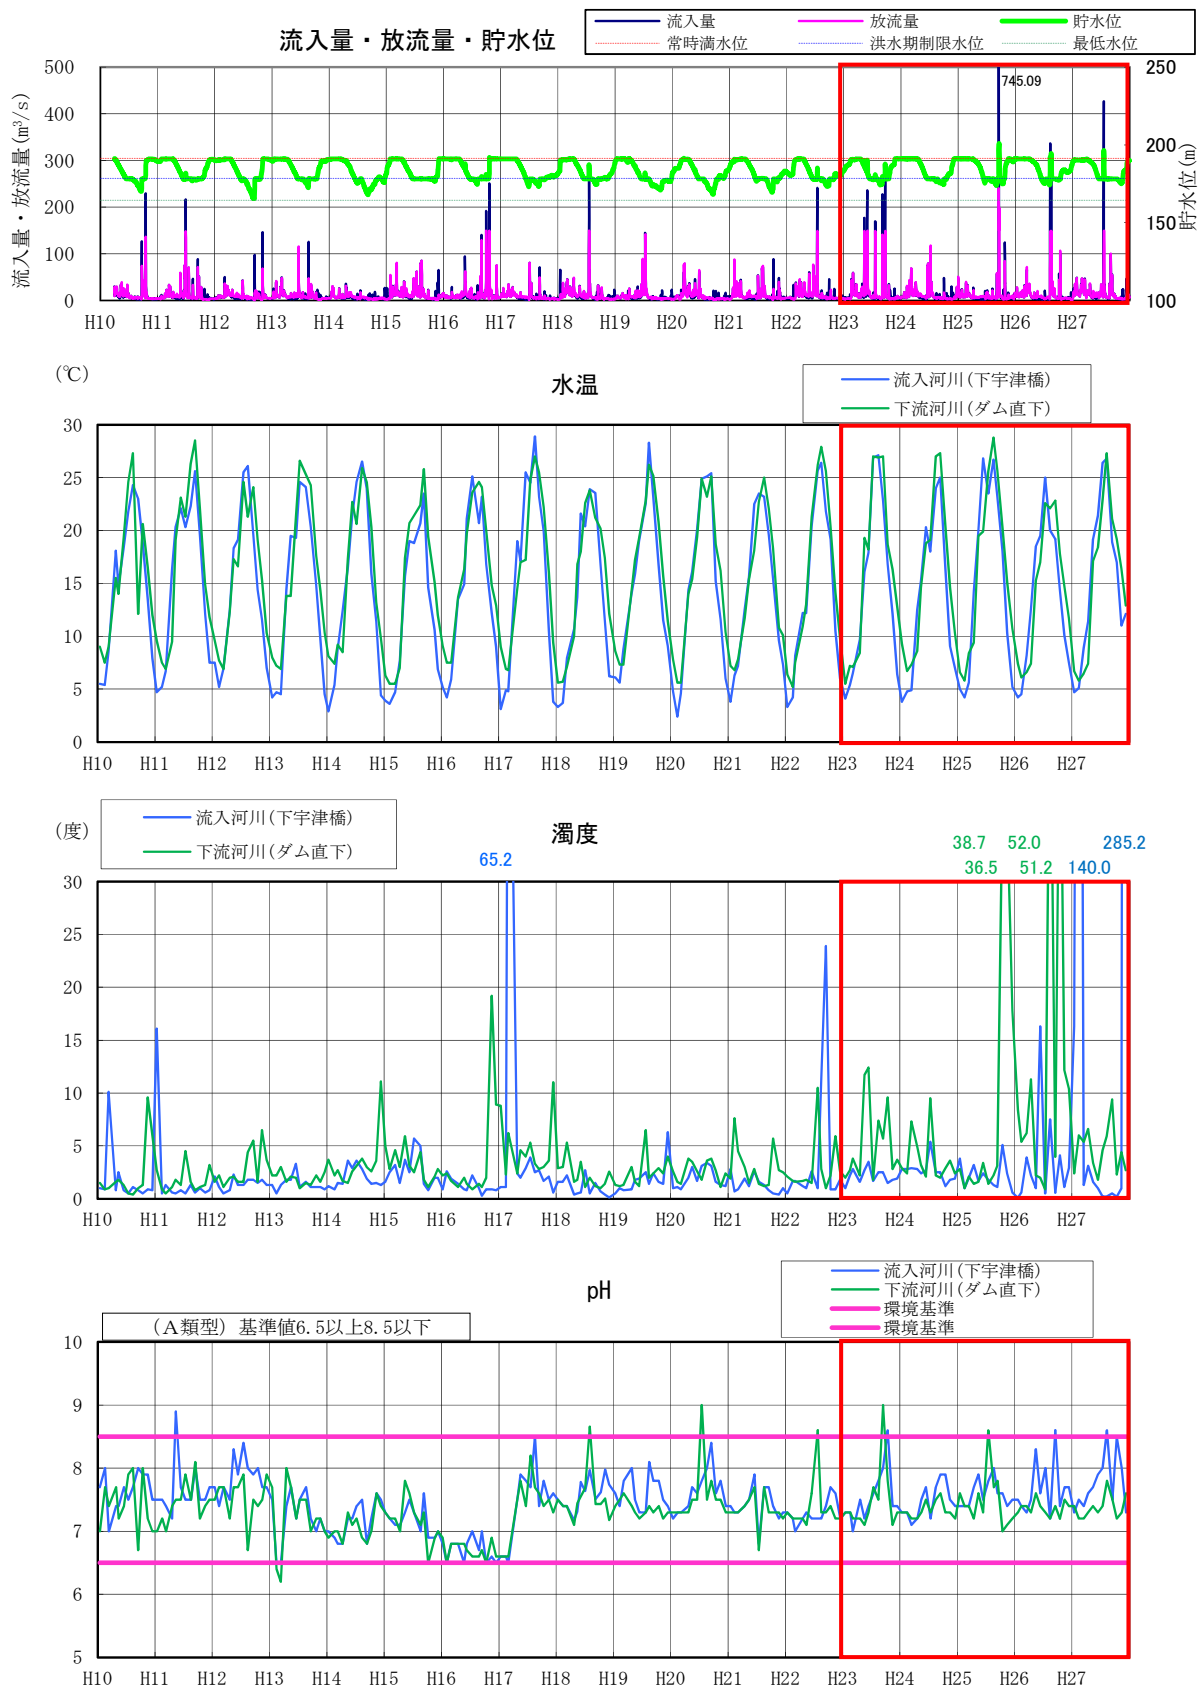 流入量・放流量・貯水位
流入量 放流量 貯水位
常時満水位 洪水期制限水位 最低水位
流入量・放流量(m³/s)
500
400
300
200
100
0
745.09
250
200
150
100
貯水位(m)
H10 H11 H12 H13 H14 H15 H16 H17 H18 H19 H20 H21 H22 H23 H24 H25 H26 H27
(℃)
水温
流入河川(下宇津橋)
下流河川(ダム直下)
30
25
20
15
10
5
0
H10 H11 H12 H13 H14 H15 H16 H17 H18 H19 H20 H21 H22 H23 H24 H25 H26 H27
(度)
流入河川(下宇津橋)
下流河川(ダム直下)
濁度
65.2
38.7 52.0 285.2
36.5 51.2 140.0
30
25
20
15
10
5
0
H10 H11 H12 H13 H14 H15 H16 H17 H18 H19 H20 H21 H22 H23 H24 H25 H26 H27
pH
流入河川(下宇津橋)
下流河川(ダム直下)
環境基準
環境基準
(A類型) 基準値6.5以上8.5以下
10
9
8
7
6
5
H10 H11 H12 H13 H14 H15 H16 H17 H18 H19 H20 H21 H22 H23 H24 H25 H26 H27